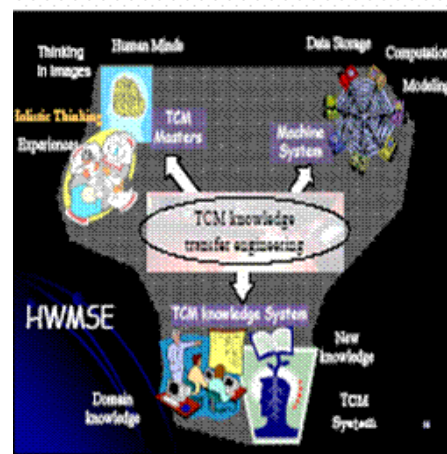 Human Minds
Thinking
in Images
Holistic Thinking
Experiences
TCM
Masters
Data Storage
Computation
Modeling
Machine
System
TCM knowledge
transfer engineering
HWMSE
TCM knowledge System
New
knowledge
Domain
knowledge
TCM
System